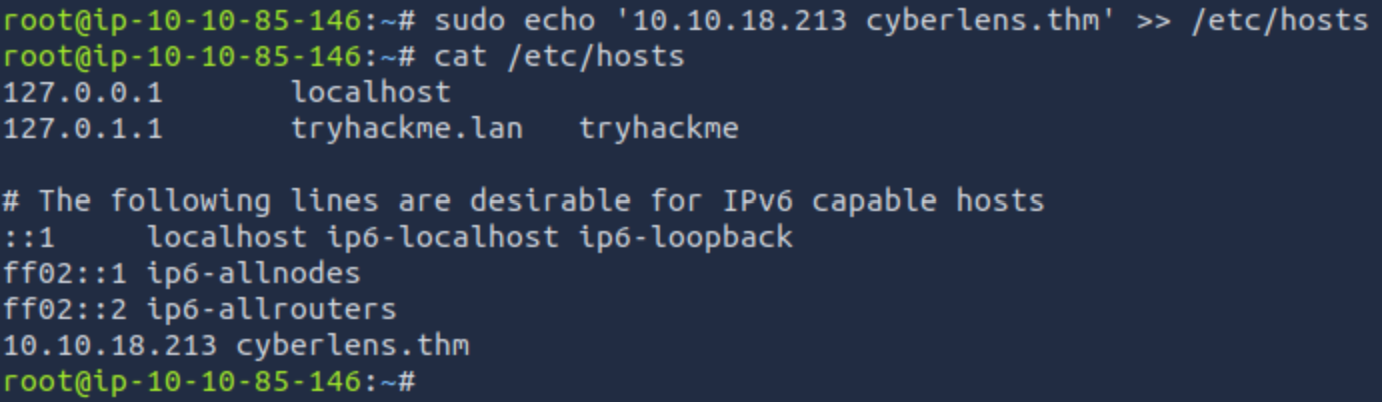 root@ip-10-10-85-146:~# sudo echo '10.10.18.213 cyberlens.thm' >> /etc/hosts
root@ip-10-10-85-146:~# cat /etc/hosts
127.0.0.1       localhost
127.0.1.1       tryhackme.lan   tryhackme

# The following lines are desirable for IPv6 capable hosts
::1     localhost ip6-localhost ip6-loopback
ff02::1 ip6-allnodes
ff02::2 ip6-allrouters
10.10.18.213 cyberlens.thm
root@ip-10-10-85-146:~#